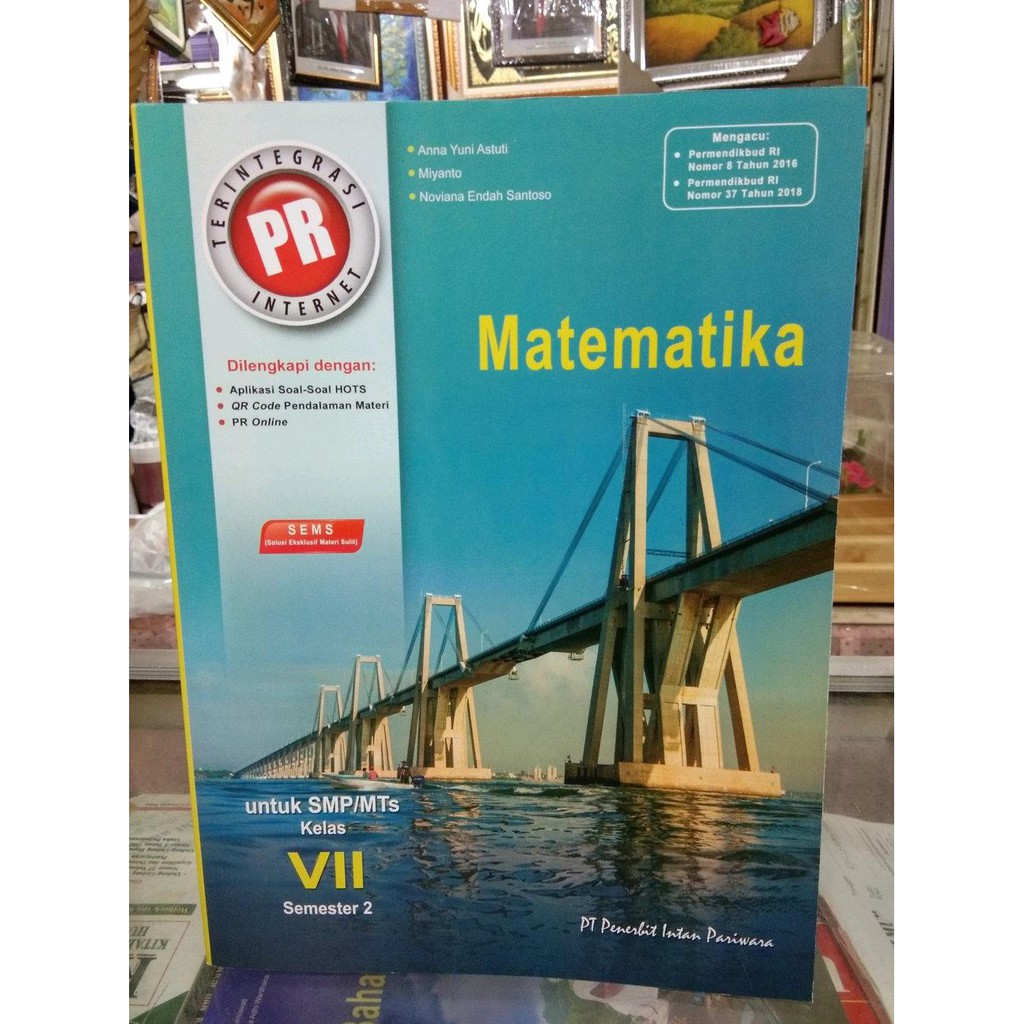 TERINTEGRASI
PR
INTERNET
Dilengkapi dengan:
• Aplikasi Soal-Soal HOTS
• QR Code Pendalaman Materi
• PR Online
SEMS
(Solusi Eksklusif Materi Sulit)
• Anna Yuni Astuti
• Miyanto
• Noviana Endah Santoso
Mengacu:
• Permendikbud RI
Nomor 8 Tahun 2016
• Permendikbud RI
Nomor 37 Tahun 2018
Matematika
untuk SMP/MTs
Kelas
VII
Semester 2
PT Penerbit Intan Pariwara